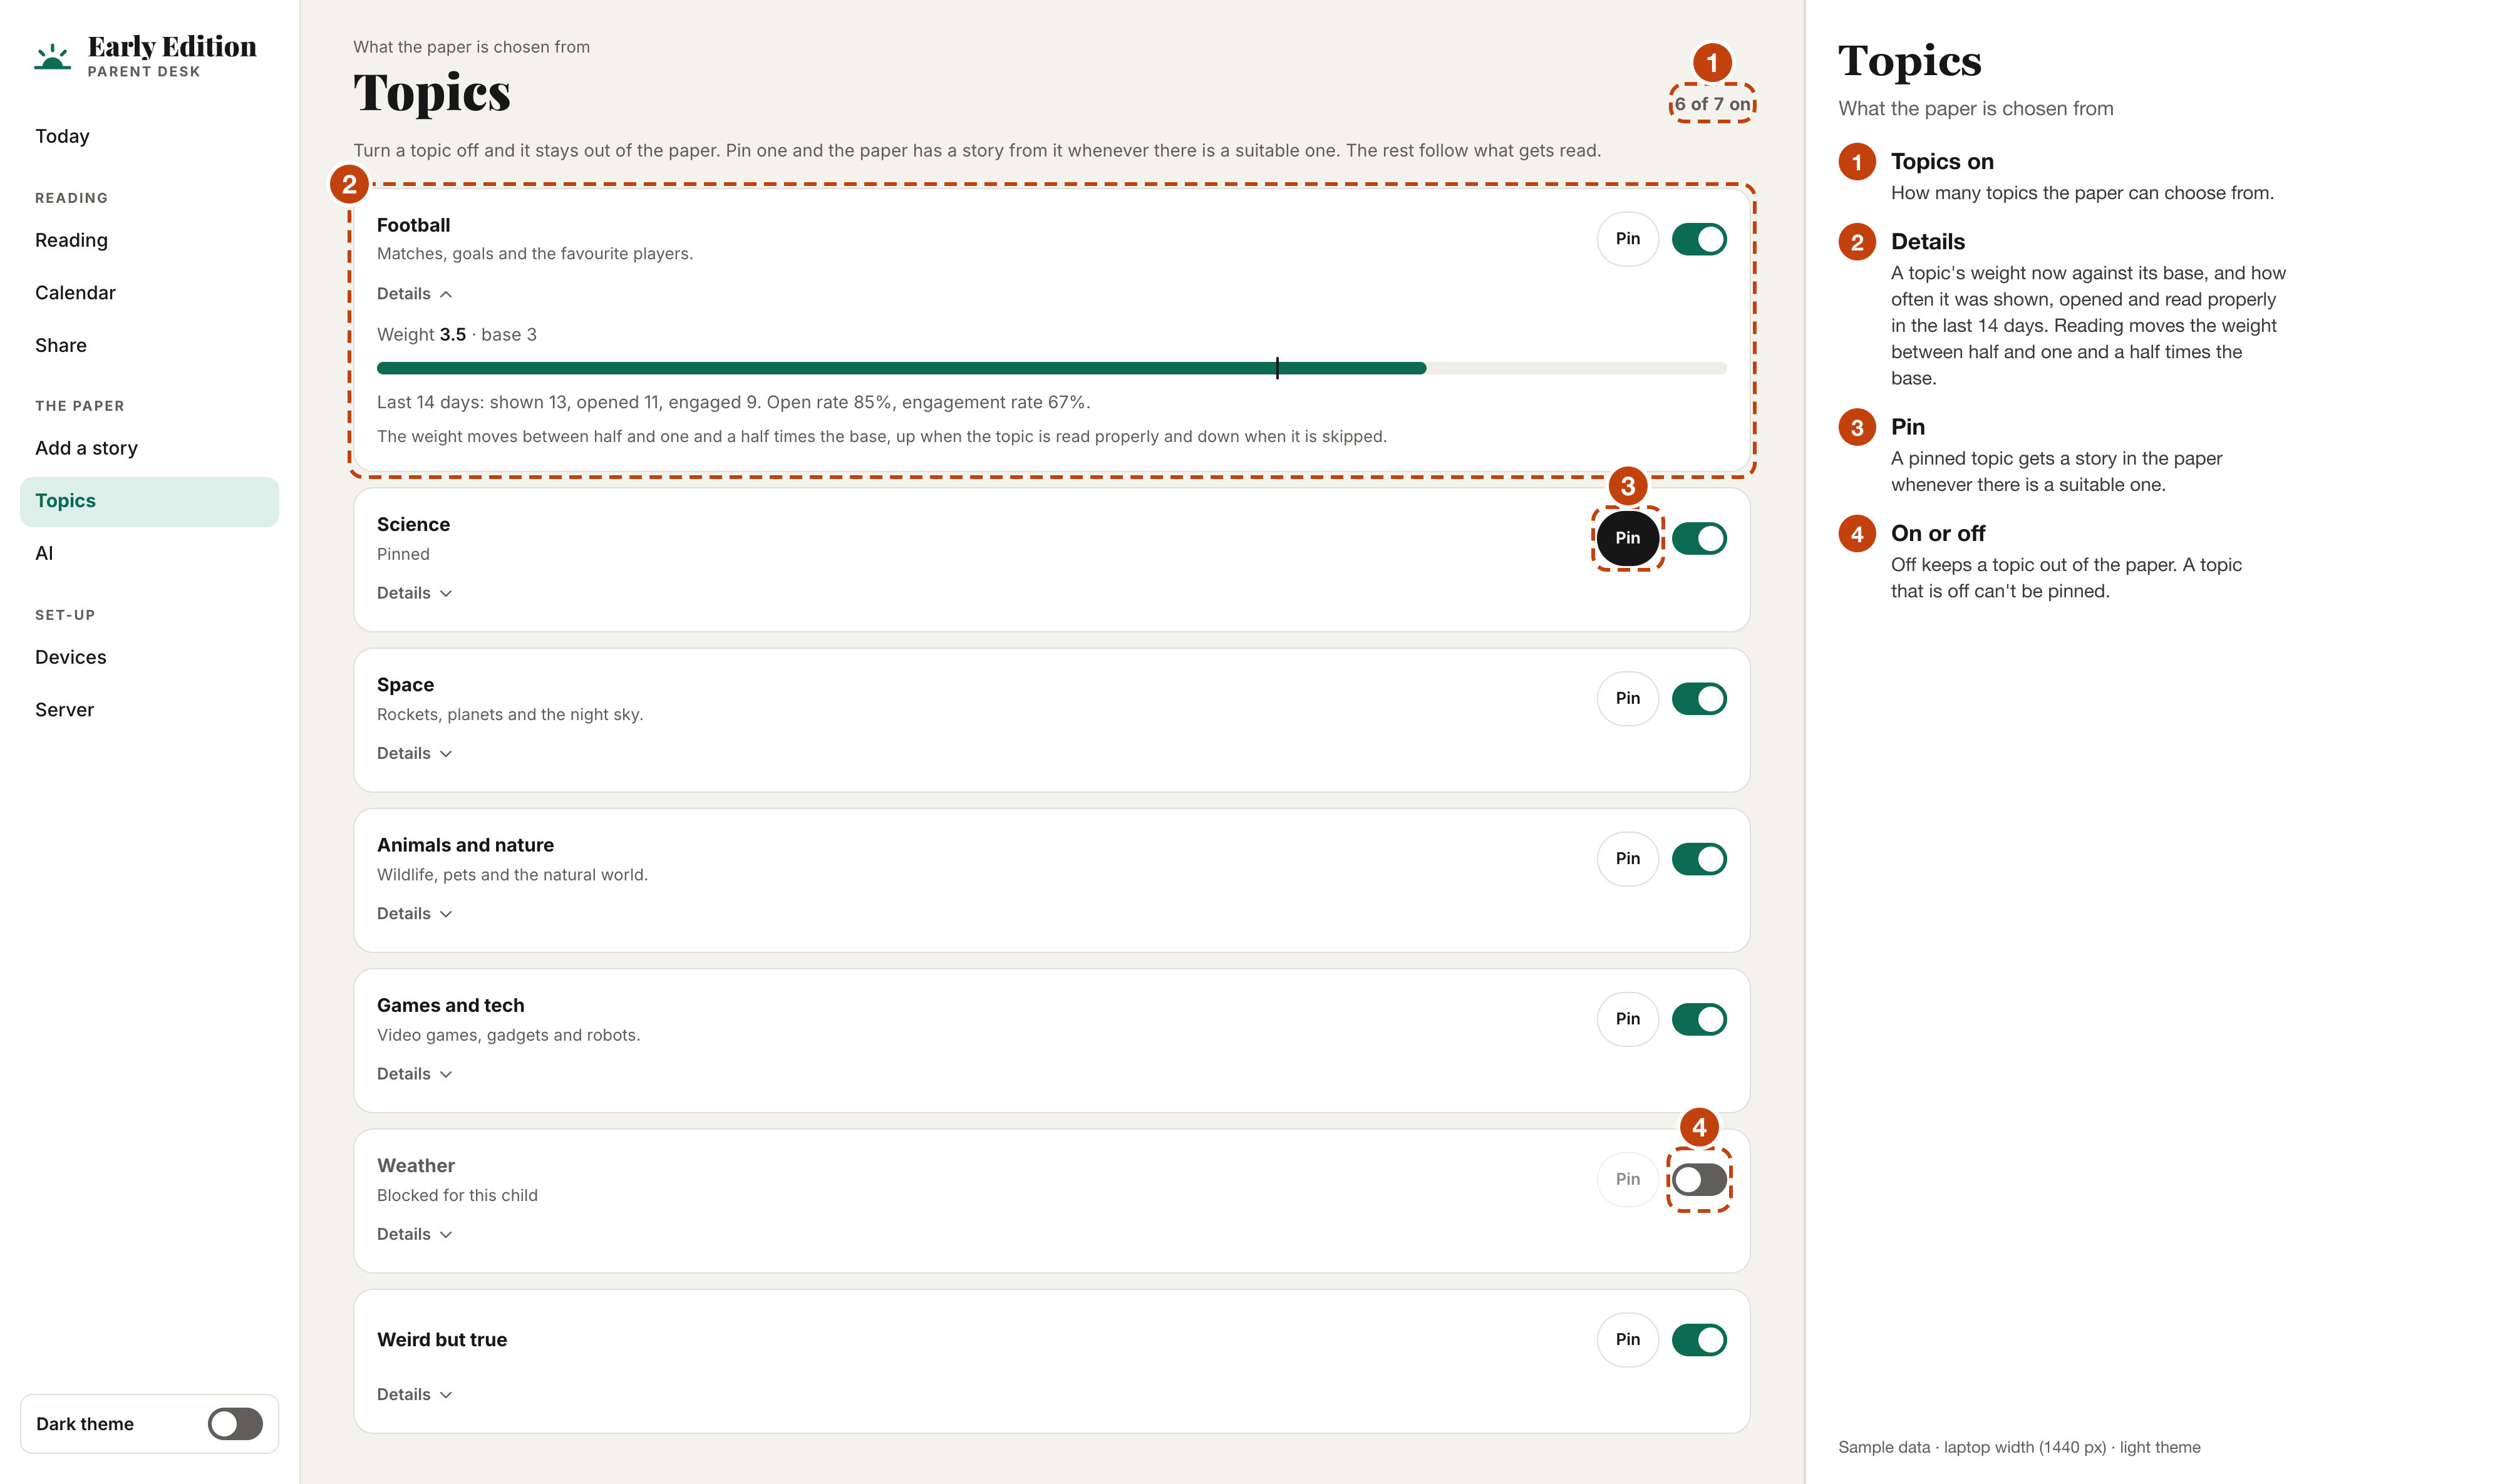 Early Edition
PARENT DESK
Today
READING
Reading
Calendar
Share
THE PAPER
Add a story
Topics
AI
SET-UP
Devices
Server
Dark theme
What the paper is chosen from
Topics
1
6 of 7 on
Turn a topic off and it stays out of the paper. Pin one and the paper has a story from it whenever there is a suitable one. The rest follow what gets read.
2
Football
Matches, goals and the favourite players.
Pin
Details
Weight 3.5 · base 3
Last 14 days: shown 13, opened 11, engaged 9. Open rate 85%, engagement rate 67%.
The weight moves between half and one and a half times the base, up when the topic is read properly and down when it is skipped.
3
Science
Pinned
Pin
Details
Space
Rockets, planets and the night sky.
Pin
Details
Animals and nature
Wildlife, pets and the natural world.
Pin
Details
Games and tech
Video games, gadgets and robots.
Pin
Details
4
Weather
Blocked for this child
Pin
Details
Weird but true
Pin
Details
Topics
What the paper is chosen from
1 Topics on
How many topics the paper can choose from.
2 Details
A topic's weight now against its base, and how
often it was shown, opened and read properly
in the last 14 days. Reading moves the weight
between half and one and a half times the
base.
3 Pin
A pinned topic gets a story in the paper
whenever there is a suitable one.
4 On or off
Off keeps a topic out of the paper. A topic
that is off can't be pinned.
Sample data · laptop width (1440 px) · light theme